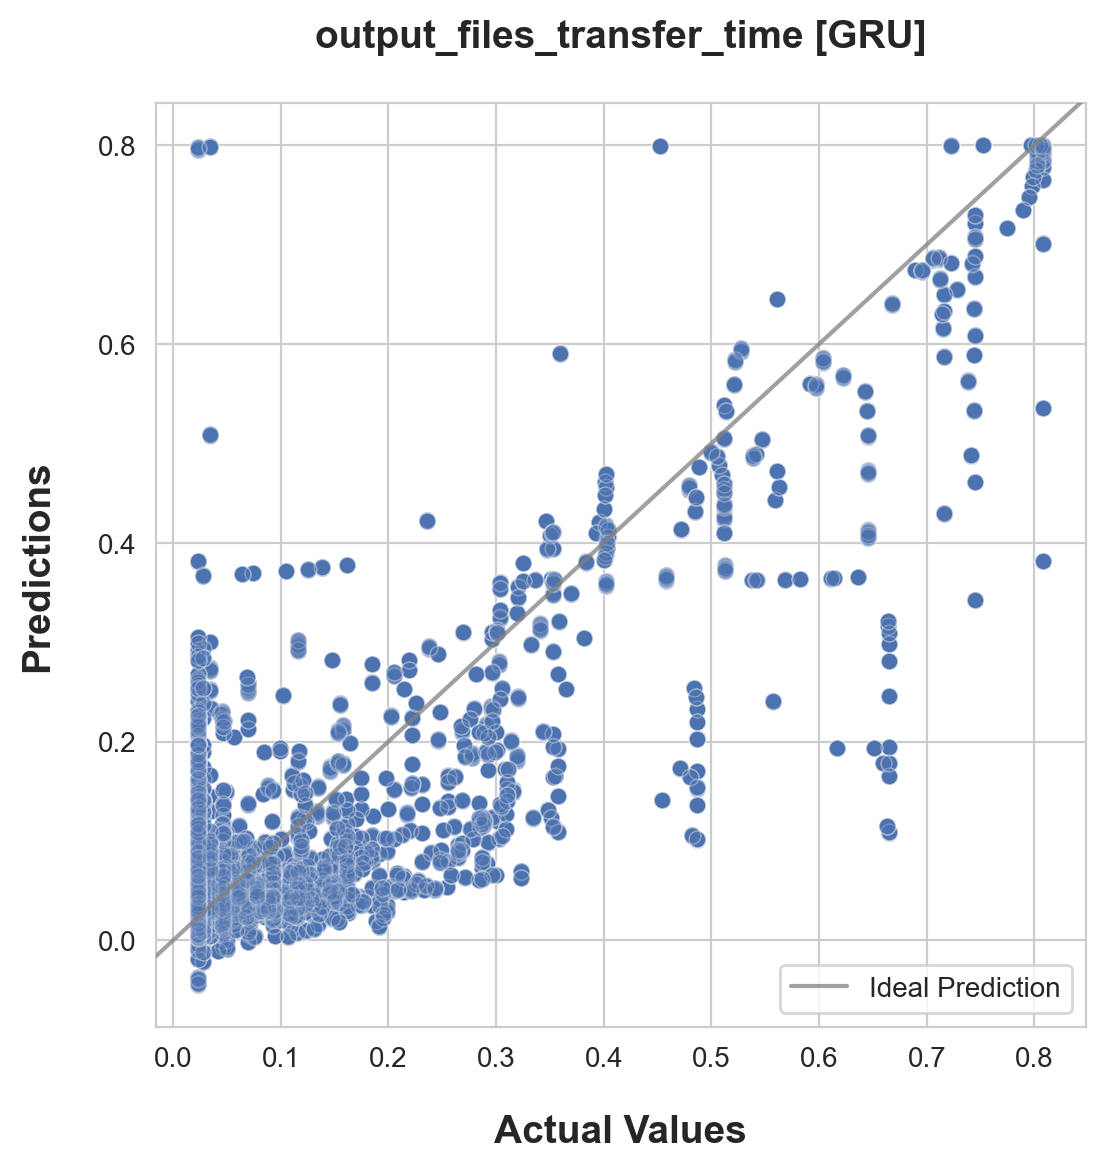 output_files_transfer_time [GRU]
0.8
0.6
0.4
0.2
0.0
Predictions
Ideal Prediction
0.0 0.1 0.2 0.3 0.4 0.5 0.6 0.7 0.8
Actual Values